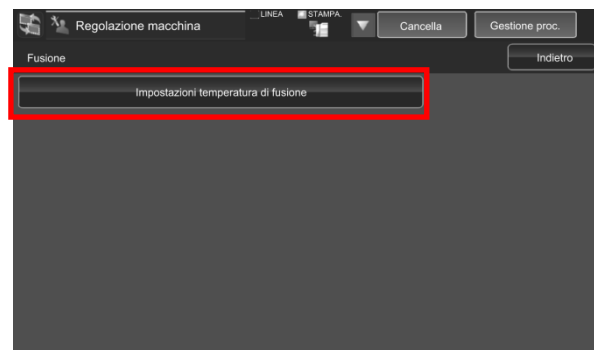 Regolazione macchina
LINEA
STAMPA.
Cancella
Gestione proc.
Fusione
Indietro
Impostazioni temperatura di fusione